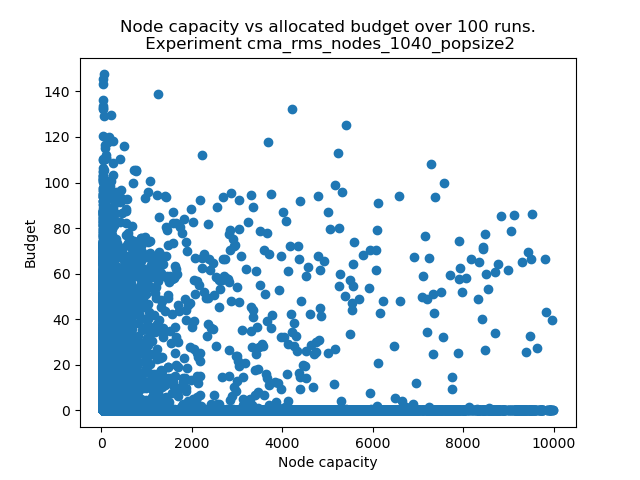 Node capacity vs allocated budget over 100 runs.
Experiment cma_rms_nodes_1040_popsize2
140
120
100
80
60
40
20
0
Budget
0 2000 4000 6000 8000 10000
Node capacity